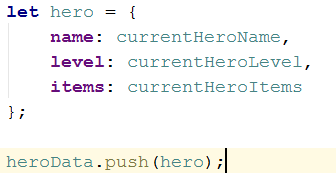 let hero = {
    name: currentHeroName,
    level: currentHeroLevel,
    items: currentHeroItems
};
heroData.push(hero);